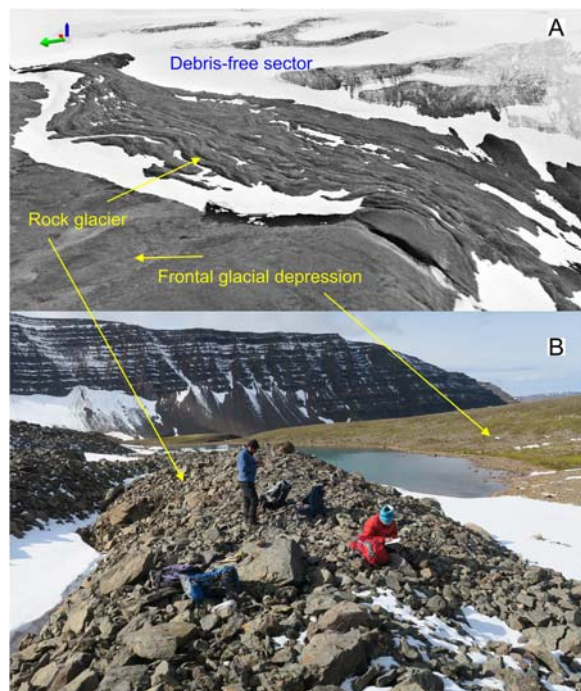 A
Debris-free sector
Rock glacier
Frontal glacial depression
B